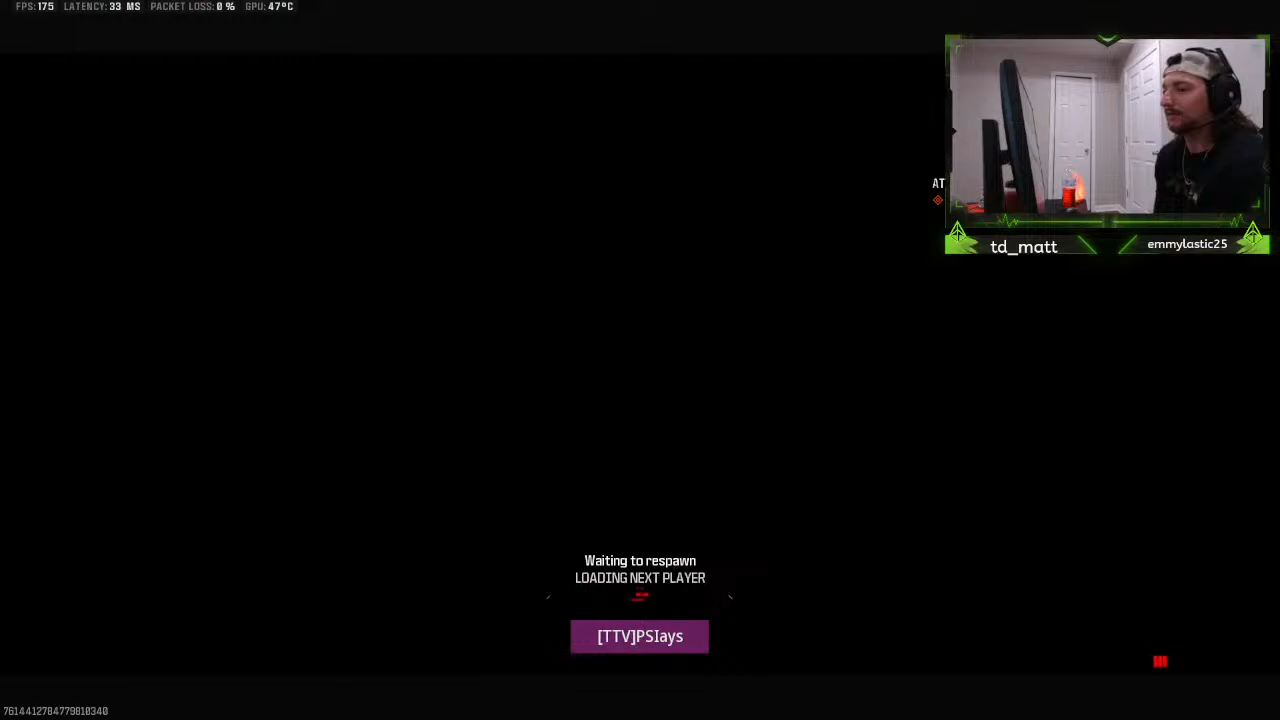 FPS:175 LATENCY: 33 MS PACKET LOSS: 0 % GPU: 47ºC
AT
td_matt
emmylastic25
Waiting to respawn
LOADING NEXT PLAYER
[TTV]PSIays
7614412784779810340